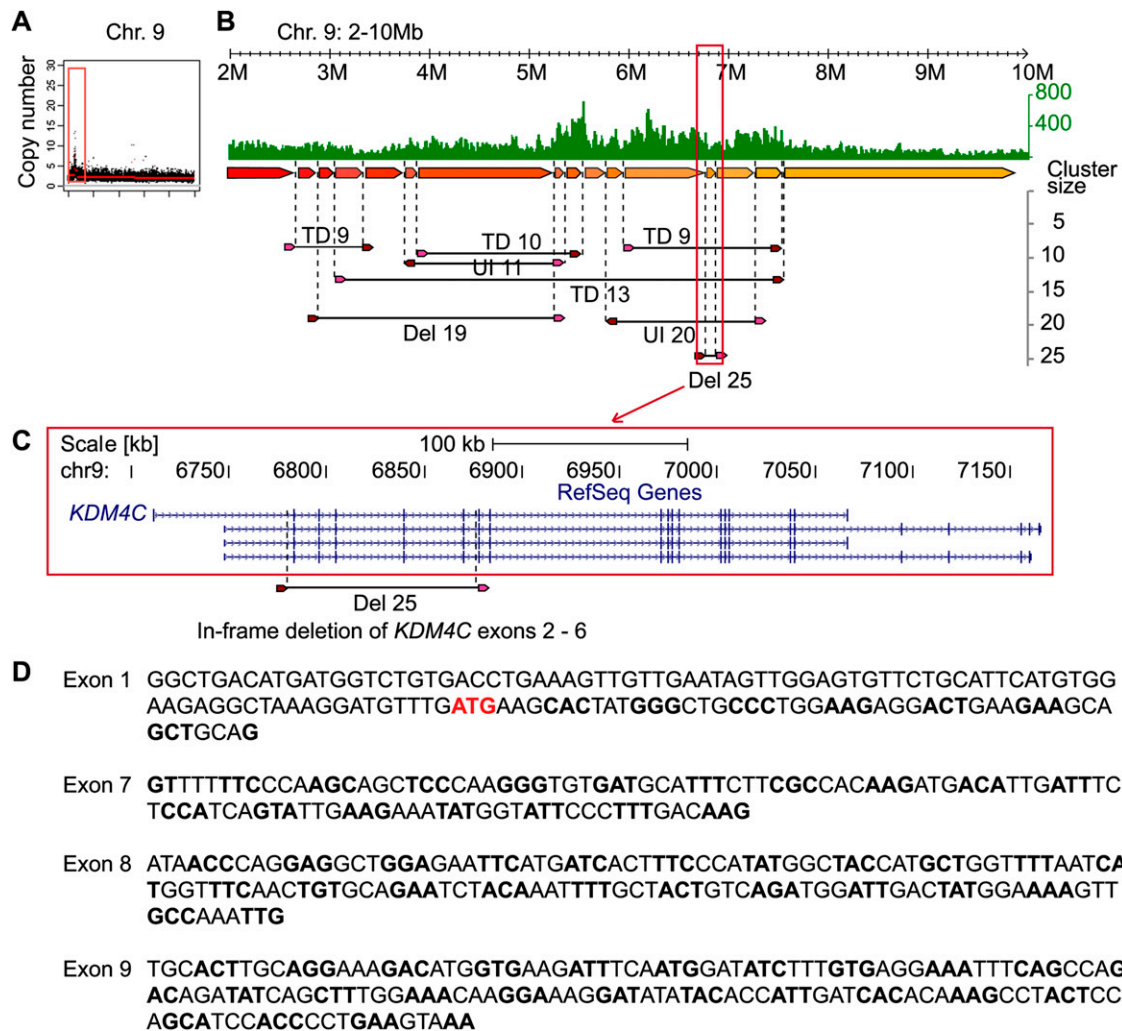 A
Chr. 9
Copy number
30
25
20
15
10
5
0
B
Chr. 9: 2-10Mb
2M 3M 4M 5M 6M 7M 8M 9M 10M
800
400
Cluster size
5
10
15
20
25
TD 9
TD 10
TD 9
UI 11
TD 13
Del 19
UI 20
Del 25
C
Scale [kb] 100 kb
chr9: 6750 6800 6850 6900 6950 7000 7050 7100 7150
RefSeq Genes
KDM4C
Del 25
In-frame deletion of KDM4C exons 2 - 6
D
Exon 1 GGCTGACATGATGGTCTGTGACCTGAAAGTTGTTGAATAGTTGGAGTGTTCTGCATTCATGTGG
AAGAGGCTAAAGGATGTTTGATGAAGCACTATGGGCTGCCCTGGAAGAGGACTGAAGAAGCA
GCTGCAG
Exon 7 GTTTTTTCCCAAGCAGCTCCCAAGGGTGTGATGCATTTCTTCGCCACAAGATGACATTGATTTC
TCCATCAGTATTGAAGAAATATGGTATTCCCTTTGACAAG
Exon 8 ATAACCCAGGAGGCTGGAGAATTCATGATCACTTTCCCATATGGCTACCATGCTGGTTTTAATCA
TGGTTTCAACTGTGCAGAATCTACAAATTTTGCTACTGTCAGATGGATTGACTATGGAAAAGTT
GCCAAATTG
Exon 9 TGCACTTGCAGGAAAGACATGGTGAAGATTTCAATGGATATCTTTGTGAGGAAATTTCAGCCAG
ACAGATATCAGCTTTGGAAACAAGGAAAGGATATATACACCATTGATCACACAAAGCCTACTCC
AGCATCCACCCCTGAAGTAAA